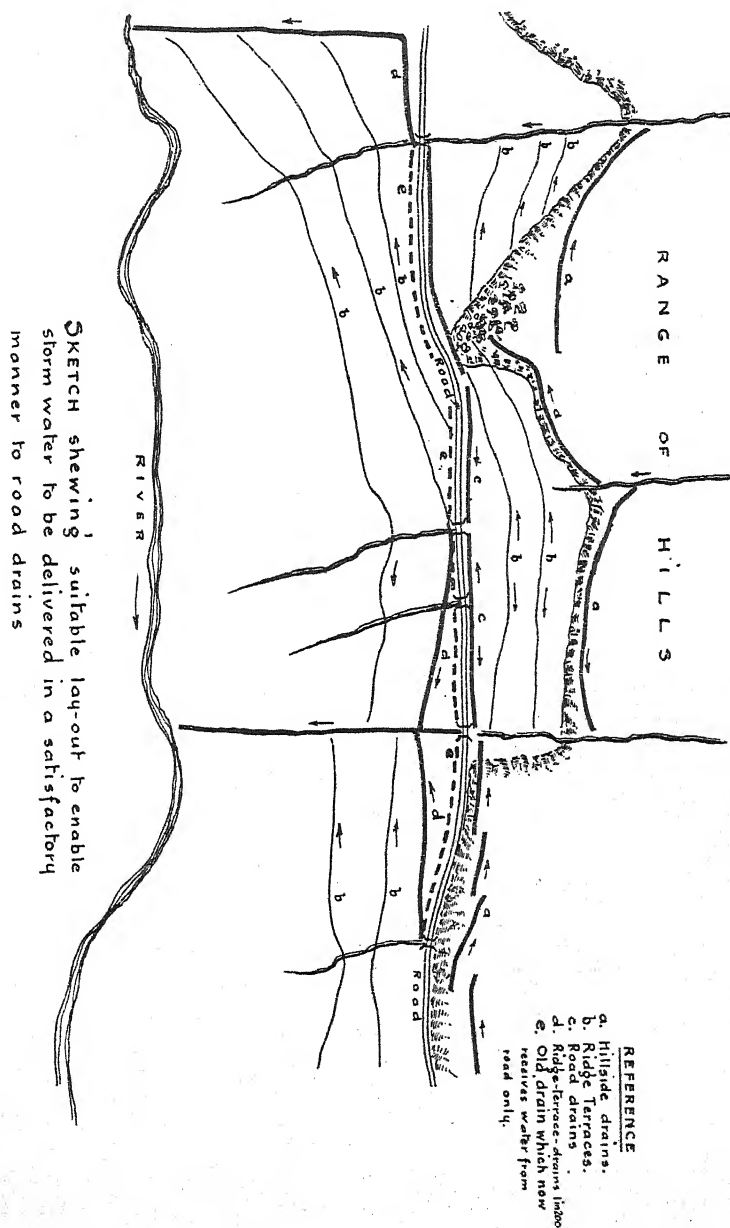 RANGE OF HILLS
REFERENCE
a. Hillside drains.
b. Ridge Terraces.
c. Road drains
d. Ridge-terrace-drains 1in200
e. Old drain which now
receives water from
road only.
a
a
a
d
b
b
b
b
b
c
c
Road
Road
e
e
e
d
d
d
b
b
b
b
b
RIVER
SKETCH shewing suitable lay-out to enable
storm water to be delivered in a satisfactory
manner to road drains